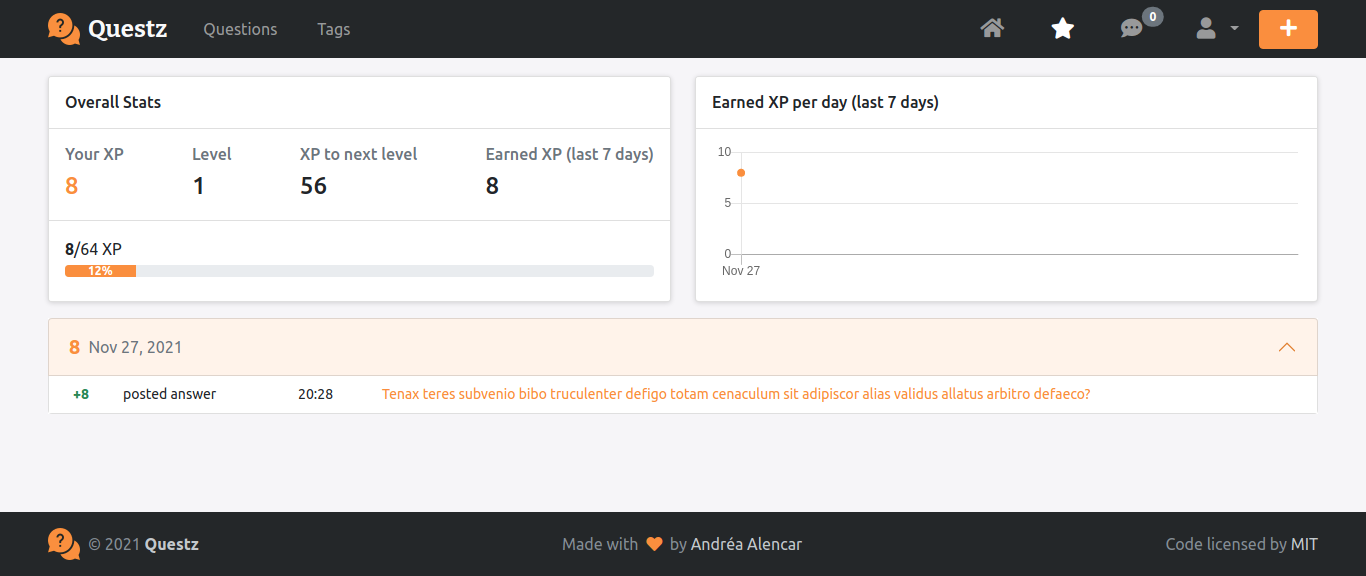 Questz Questions Tags 0
Overall Stats
Your XP Level XP to next level Earned XP (last 7 days)
8 1 56 8
8/64 XP
12%
Earned XP per day (last 7 days)
10
5
0
Nov 27
8 Nov 27, 2021
+8 posted answer 20:28 Tenax teres subvenio bibo truculenter defigo totam cenaculum sit adipiscor alias validus allatus arbitro defaeco?
© 2021 Questz Made with by Andréa Alencar Code licensed by MIT